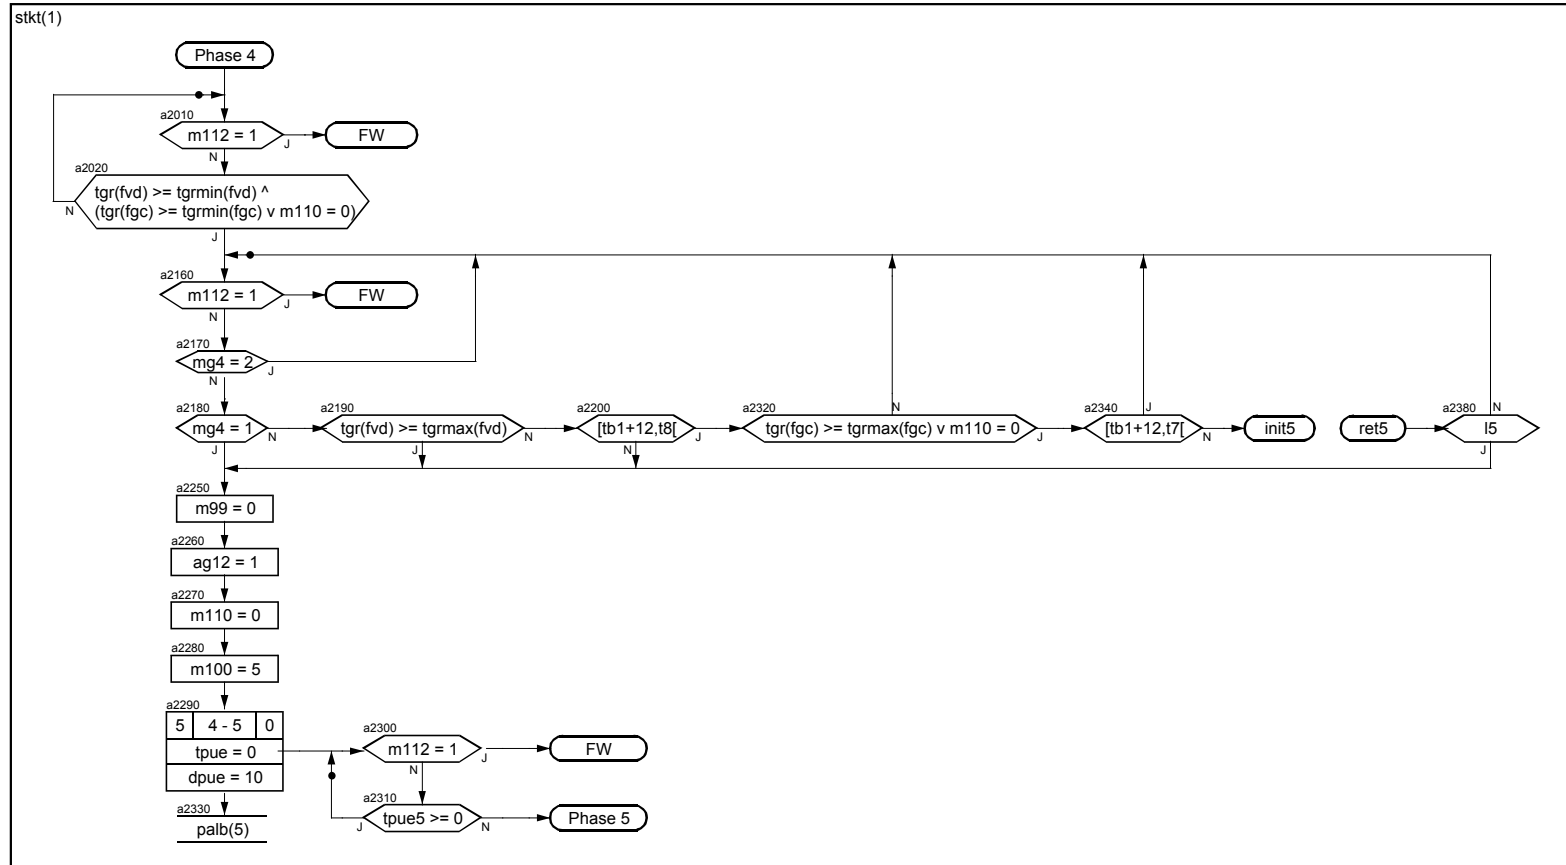 stkt(1)
Phase 4
a2010
m112 = 1
J
FW
N
a2020
tgr(fvd) >= tgrmin(fvd) ^
(tgr(fgc) >= tgrmin(fgc) v m110 = 0)
N
J
a2160
m112 = 1
J
FW
N
a2170
mg4 = 2
J
N
a2180
mg4 = 1
N
J
a2190
tgr(fvd) >= tgrmax(fvd)
N
J
a2200
[tb1+12,t8[
J
N
a2320
N
tgr(fgc) >= tgrmax(fgc) v m110 = 0
J
a2340
J
[tb1+12,t7[
N
init5
ret5
a2380
N
l5
J
a2250
m99 = 0
a2260
ag12 = 1
a2270
m110 = 0
a2280
m100 = 5
a2290
5 4 - 5 0
tpue = 0
dpue = 10
a2300
m112 = 1
J
FW
N
a2310
tpue5 >= 0
J
N
Phase 5
a2330
palb(5)